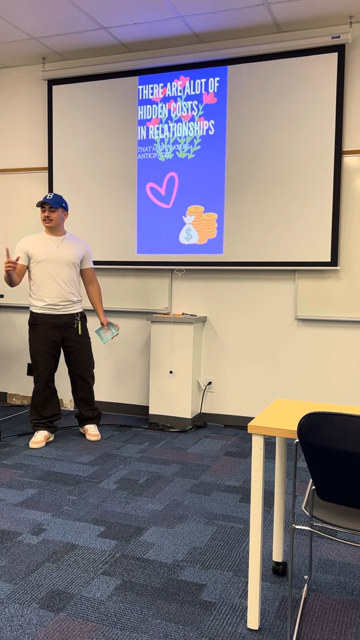 THERE ARE ALOT OF
HIDDEN COSTS
IN RELATIONSHIPS
THAT